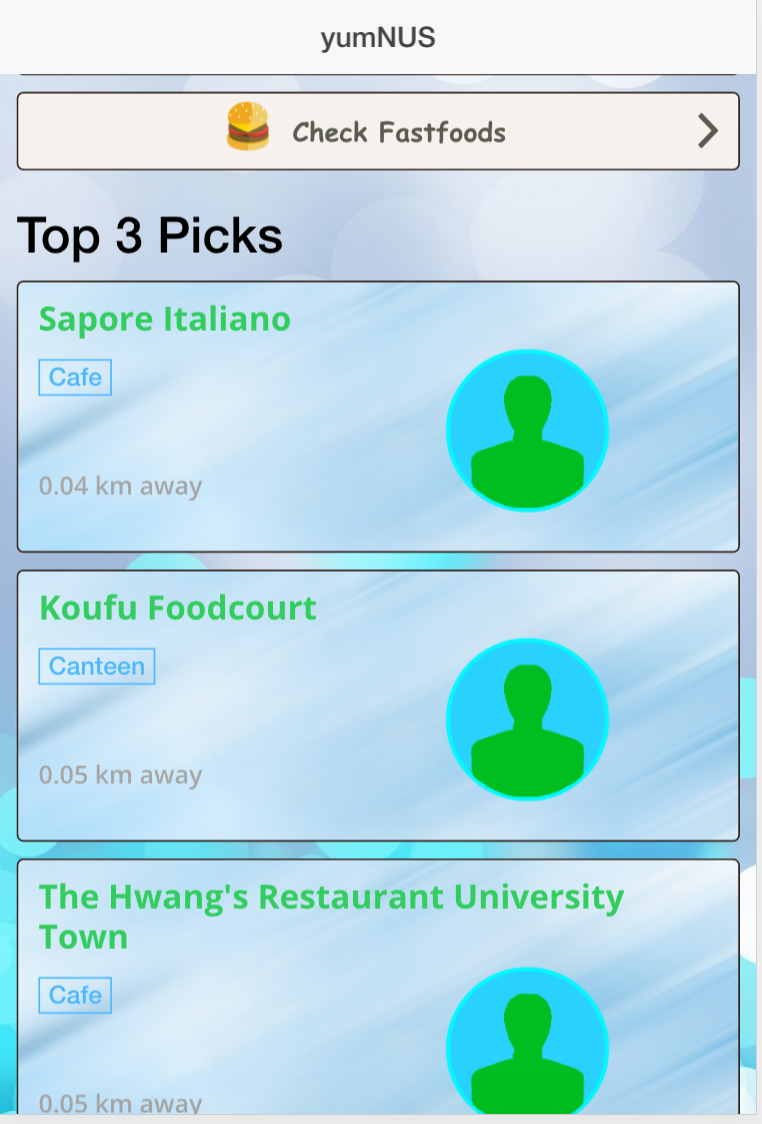 yumNUS
Check Fastfoods
Top 3 Picks
Sapore Italiano
Cafe
0.04 km away
Koufu Foodcourt
Canteen
0.05 km away
The Hwang's Restaurant University
Town
Cafe
0.05 km away